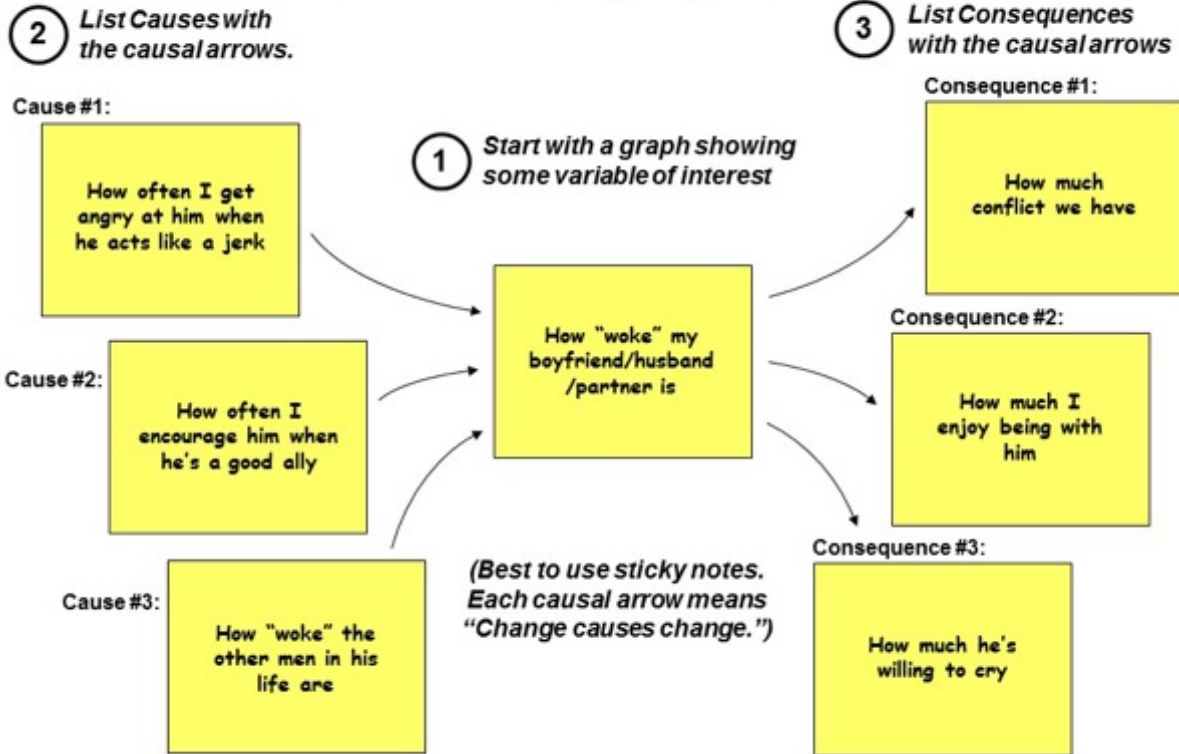 2
List Causes with
the causal arrows.
Cause #1:
How often I get
angry at him when
he acts like a jerk
Cause #2:
How often I
encourage him when
he's a good ally
Cause #3:
How "woke" the
other men in his
life are
1
Start with a graph showing
some variable of interest
How "woke" my
boyfriend/husband
/partner is
(Best to use sticky notes.
Each causal arrow means
"Change causes change.")
3
List Consequences
with the causal arrows
Consequence #1:
How much
conflict we have
Consequence #2:
How much I
enjoy being with
him
Consequence #3:
How much he's
willing to cry